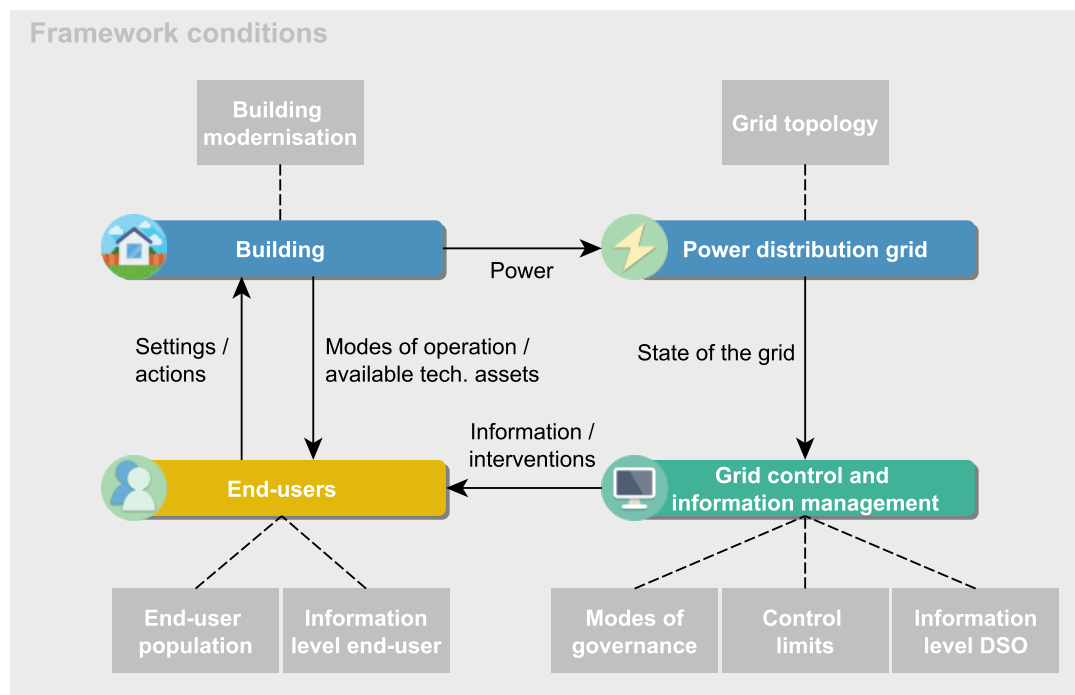 Framework conditions
Building
modernisation
Grid topology
Building
Power distribution grid
Power
Settings /
actions
Modes of operation /
available tech. assets
State of the grid
Information /
interventions
End-users
Grid control and
information management
End-user
population
Information
level end-user
Modes of
governance
Control
limits
Information
level DSO